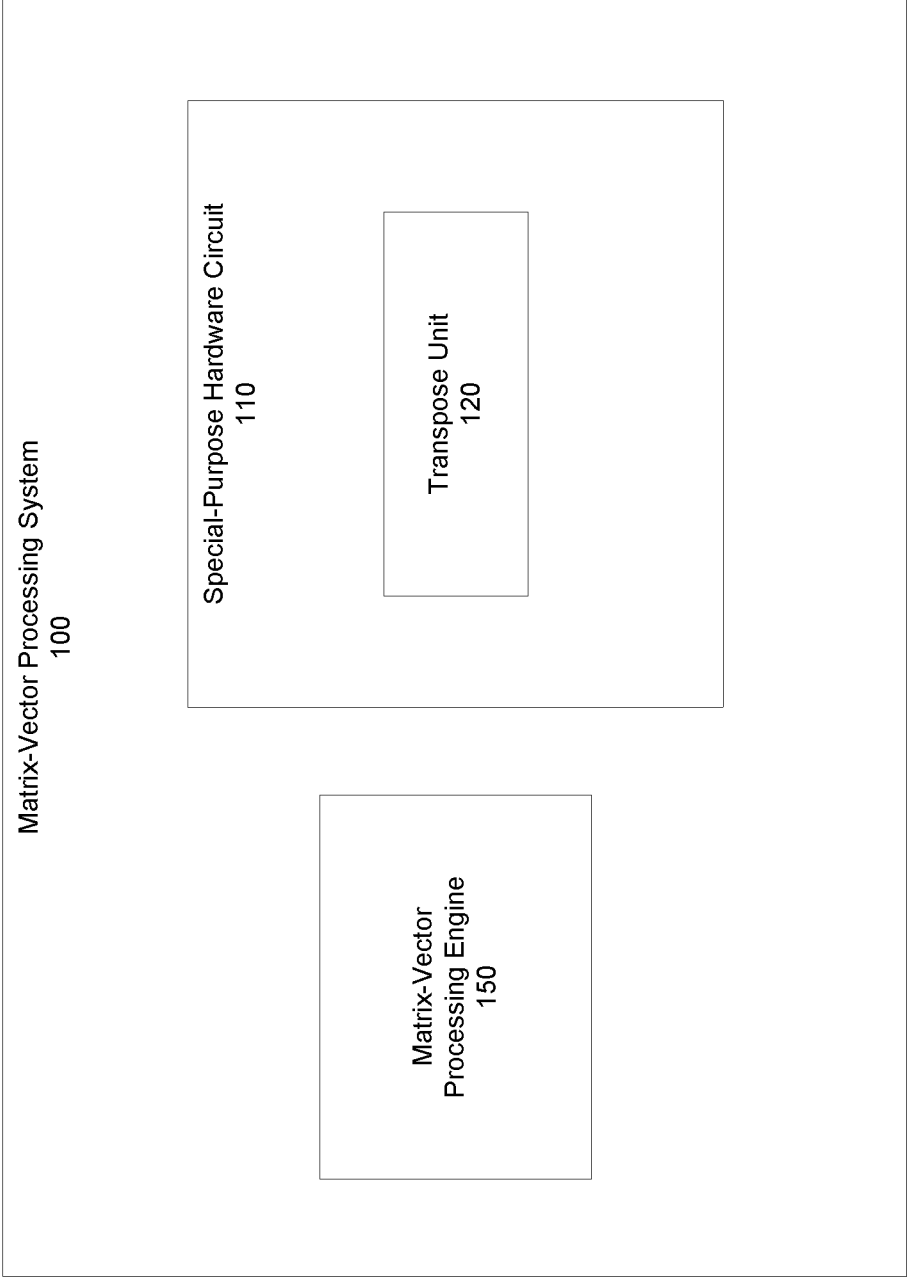 Matrix-Vector Processing System
100
Matrix-Vector
Processing Engine
150
Special-Purpose Hardware Circuit
110
Transpose Unit
120